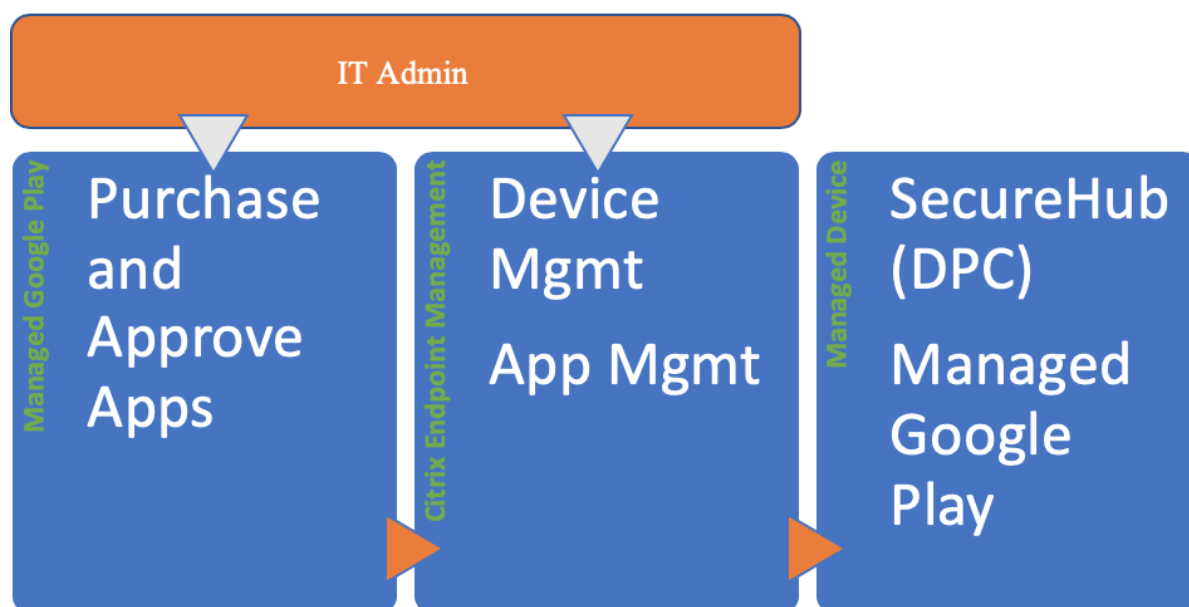 IT Admin
Managed Google Play
Purchase
and
Approve
Apps
Citrix Endpoint Management
Device
Mgmt
App Mgmt
Managed Device
SecureHub
(DPC)
Managed
Google
Play